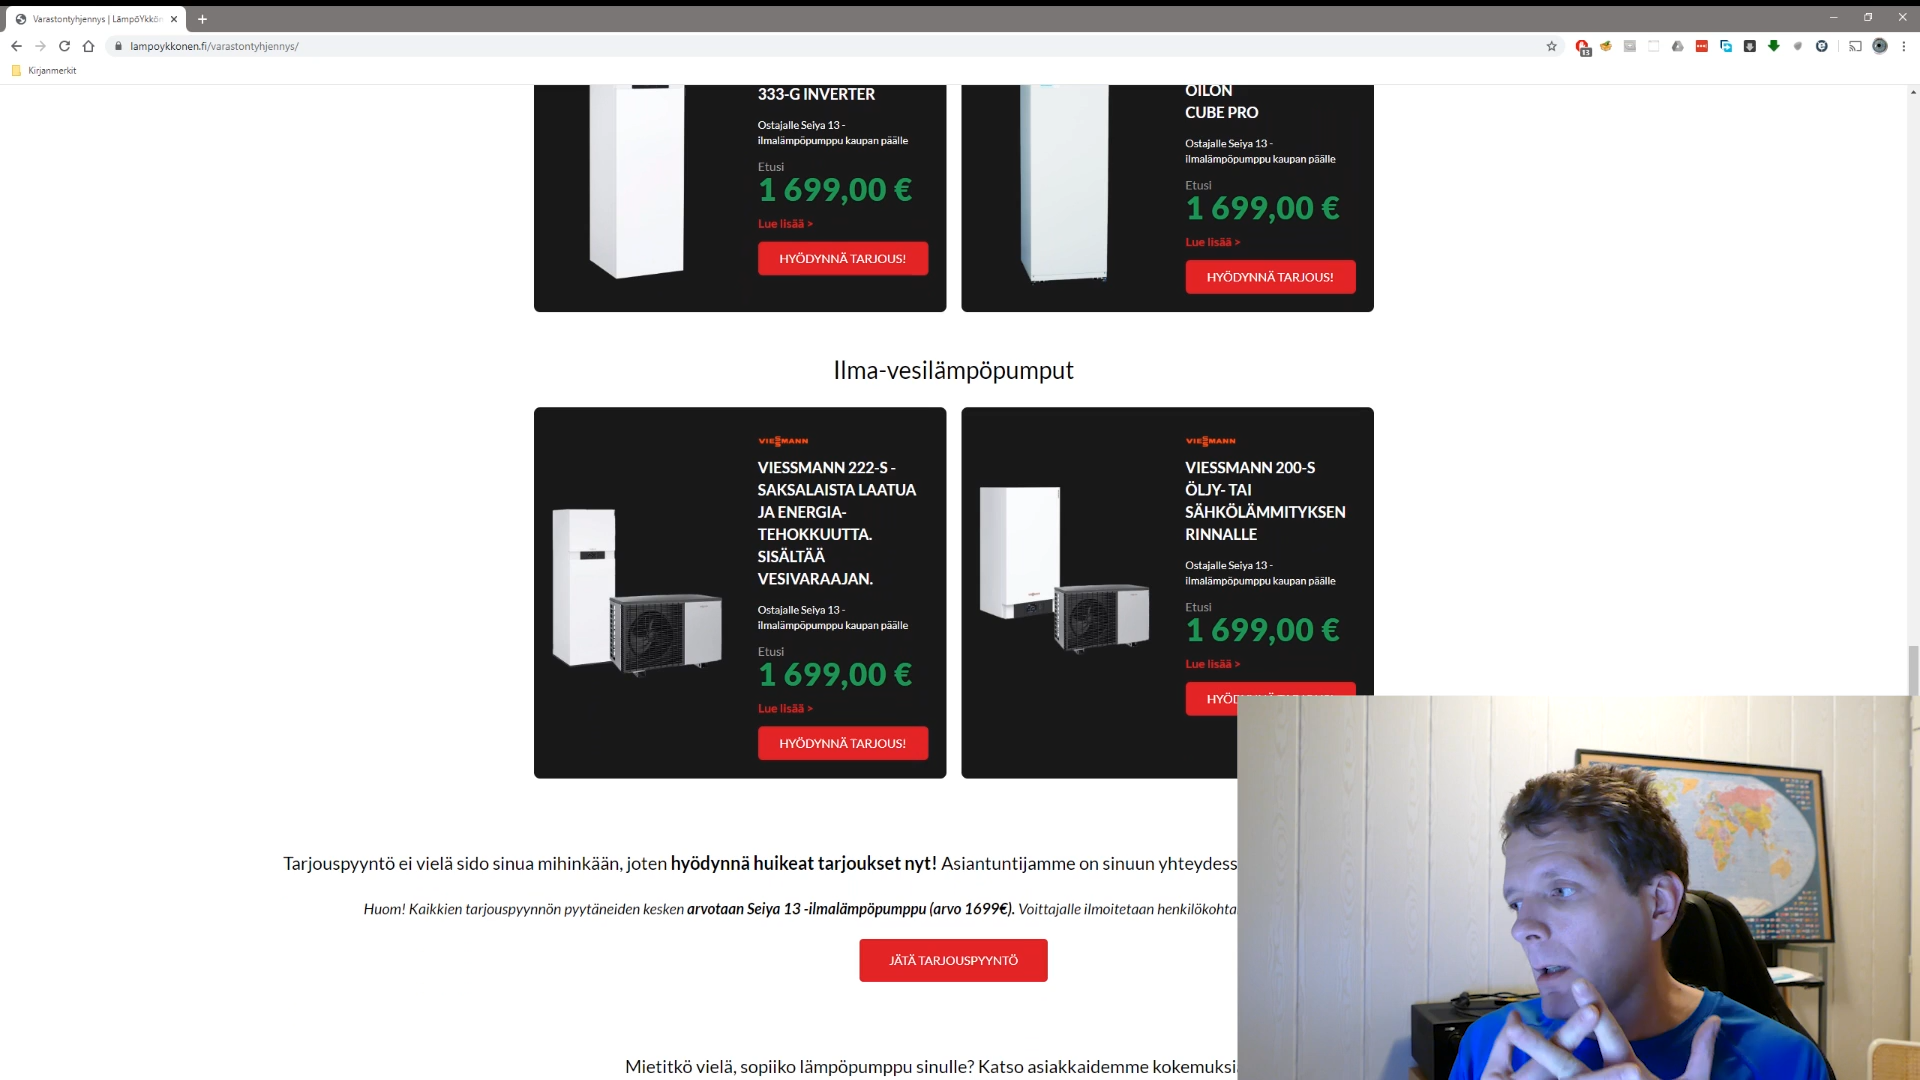 Varastontyhjennys | LämpöYkkön
lampoykkonen.fi/varastontyhjennys/
13
Kirjanmerkit
333-G INVERTER
Ostajalle Seiya 13 -
ilmalämpöpumppu kaupan päälle
Etusi
1 699,00 €
Lue lisää >
HYÖDYNNÄ TARJOUS!
OILON
CUBE PRO
Ostajalle Seiya 13 -
ilmalämpöpumppu kaupan päälle
Etusi
1 699,00 €
Lue lisää >
HYÖDYNNÄ TARJOUS!
Ilma-vesilämpöpumput
VIESSMANN
VIESSMANN 222-S -
SAKSALAISTA LAATUA
JA ENERGIA-
TEHOKKUUTTA.
SISÄLTÄÄ
VESIVARAAJAN.
Ostajalle Seiya 13 -
ilmalämpöpumppu kaupan päälle
Etusi
1 699,00 €
Lue lisää >
HYÖDYNNÄ TARJOUS!
VIESSMANN
VIESSMANN 200-S
ÖLJY- TAI
SÄHKÖLÄMMITYKSEN
RINNALLE
Ostajalle Seiya 13 -
ilmalämpöpumppu kaupan päälle
Etusi
1 699,00 €
Lue lisää >
Tarjouspyyntö ei vielä sido sinua mihinkään, joten hyödynnä huikeat tarjoukset nyt! Asiantuntijamme on sinuun yhteydess
Huom! Kaikkien tarjouspyynnön pyytäneiden kesken arvotaan Seiya 13 -ilmalämpöpumppu (arvo 1699€). Voittajalle ilmoitetaan henkilökohta
JÄTÄ TARJOUSPYYNTÖ
Mietitkö vielä, sopiiko lämpöpumppu sinulle? Katso asiakkaidemme kokemuksi